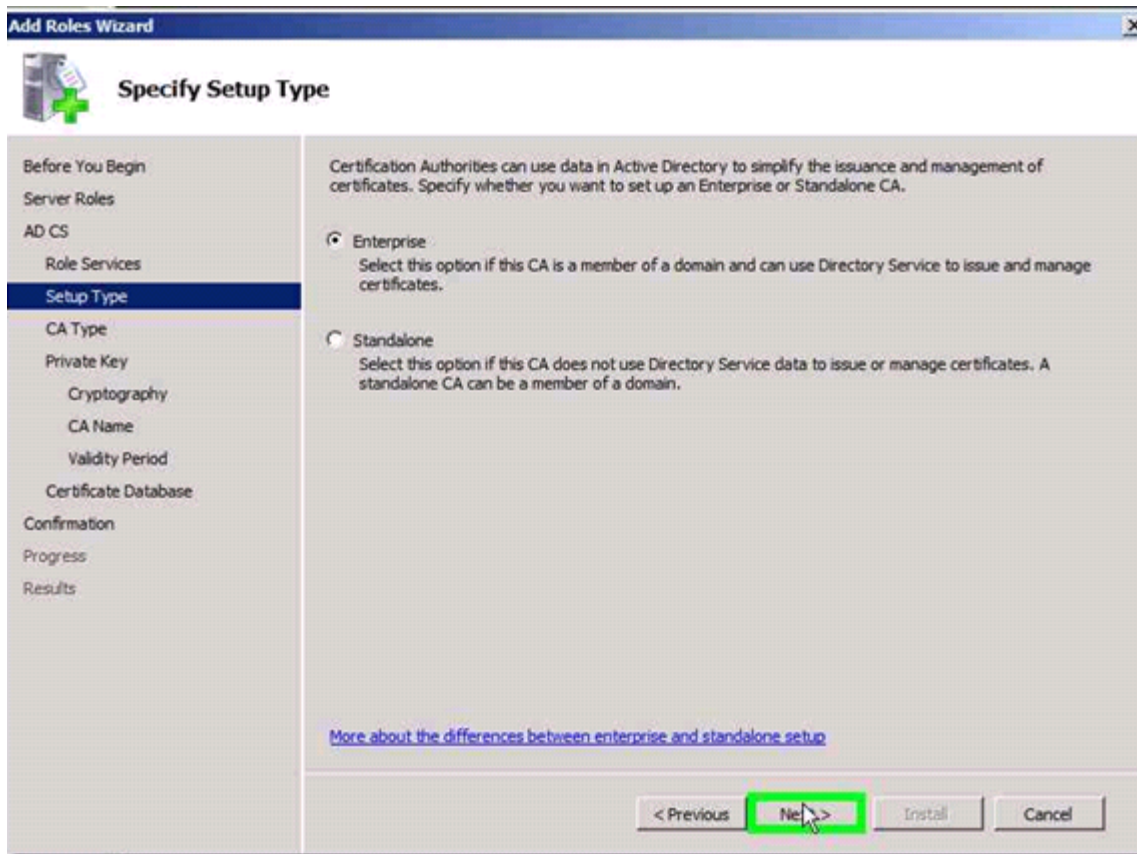 Add Roles Wizard
Specify Setup Type
Before You Begin
Server Roles
AD CS
Role Services
Setup Type
CA Type
Private Key
Cryptography
CA Name
Validity Period
Certificate Database
Confirmation
Progress
Results
Certification Authorities can use data in Active Directory to simplify the issuance and management of
certificates. Specify whether you want to set up an Enterprise or Standalone CA.
Enterprise
Select this option if this CA is a member of a domain and can use Directory Service to issue and manage
certificates.
Standalone
Select this option if this CA does not use Directory Service data to issue or manage certificates. A
standalone CA can be a member of a domain.
More about the differences between enterprise and standalone setup
< Previous Next > Install Cancel